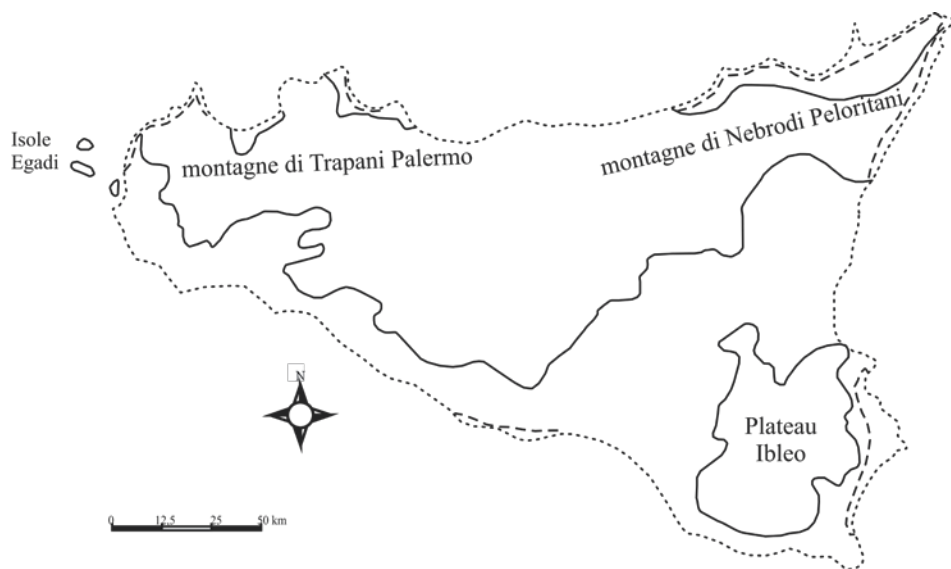 Isole
Egadi
montagne di Trapani Palermo
montagne di Nebrodi Peloritani
N
Plateau
Ibleo
0 12,5 25 50 km